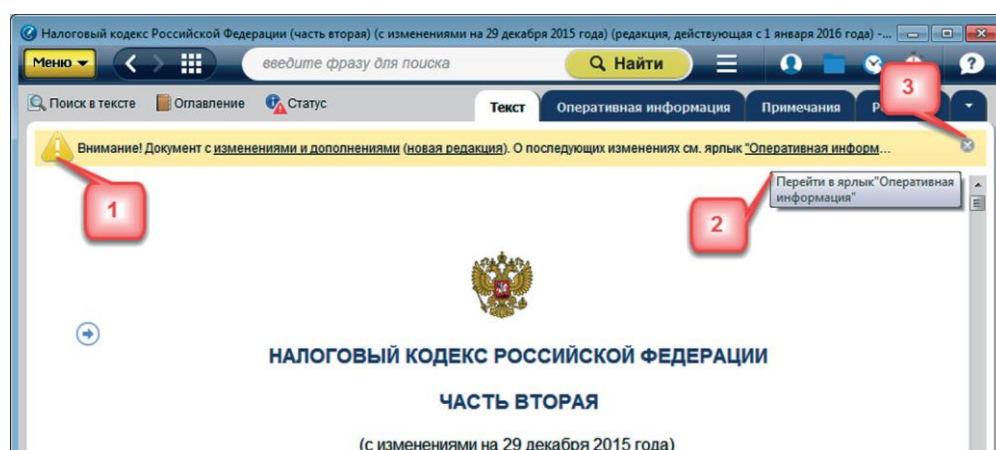 Налоговый кодекс Российской Федерации (часть вторая) (с изменениями на 29 декабря 2015 года) (редакция, действующая с 1 января 2016 года) -...
Меню введите фразу для поиска Найти ?
3
Поиск в тексте Оглавление Статус Текст Оперативная информация Примечания
Внимание! Документ с изменениями и дополнениями (новая редакция). О последующих изменениях см. ярлык "Оперативная информ...
Перейти в ярлык"Оперативная
информация"
1
2
НАЛОГОВЫЙ КОДЕКС РОССИЙСКОЙ ФЕДЕРАЦИИ
ЧАСТЬ ВТОРАЯ
(с изменениями на 29 декабря 2015 года)